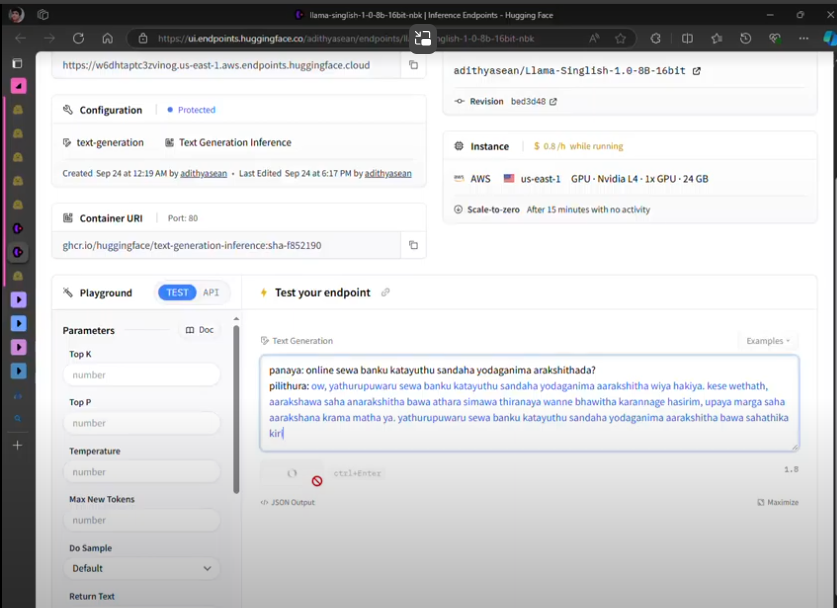 llama-singlish-1-0-8b-16bit-nbk | Inference Endpoints - Hugging Face
https://ui.endpoints.huggingface.co/adithyasean/endpoints/ll nglish-1-0-8b-16bit-nbk
https://w6dhtaptc3zvinog.us-east-1.aws.endpoints.huggingface.cloud
adithyasean/Llama-Singlish-1.0-8B-16bit
Revision bed3d48
Configuration Protected
text-generation Text Generation Inference
Created Sep 24 at 12:19 AM by adithyasean • Last Edited Sep 24 at 6:17 PM by adithyasean
Instance $ 0.8/h while running
AWS us-east-1 GPU · Nvidia L4 · 1x GPU · 24 GB
Scale-to-zero After 15 minutes with no activity
Container URI Port: 80
ghcr.io/huggingface/text-generation-inference:sha-f852190
Playground TEST API
Parameters Doc
Top K
number
Top P
number
Temperature
number
Max New Tokens
number
Do Sample
Default
Return Text
Test your endpoint
Text Generation Examples
panaya: online sewa banku katayuthu sandaha yodaganima arakshithada?
pilithura: ow, yathurupuwaru sewa banku katayuthu sandaha yodaganima aarakshitha wiya hakiya. kese wethath,
aarakshawa saha anarakshitha bawa athara simawa thiranaya wanne bhawitha karannage hasirim, upaya marga saha
aarakshana krama matha ya. yathurupuwaru sewa banku katayuthu sandaha yodaganima aarakshitha bawa sahathika
kiri
ctrl+Enter 1.8
</> JSON Output Maximize